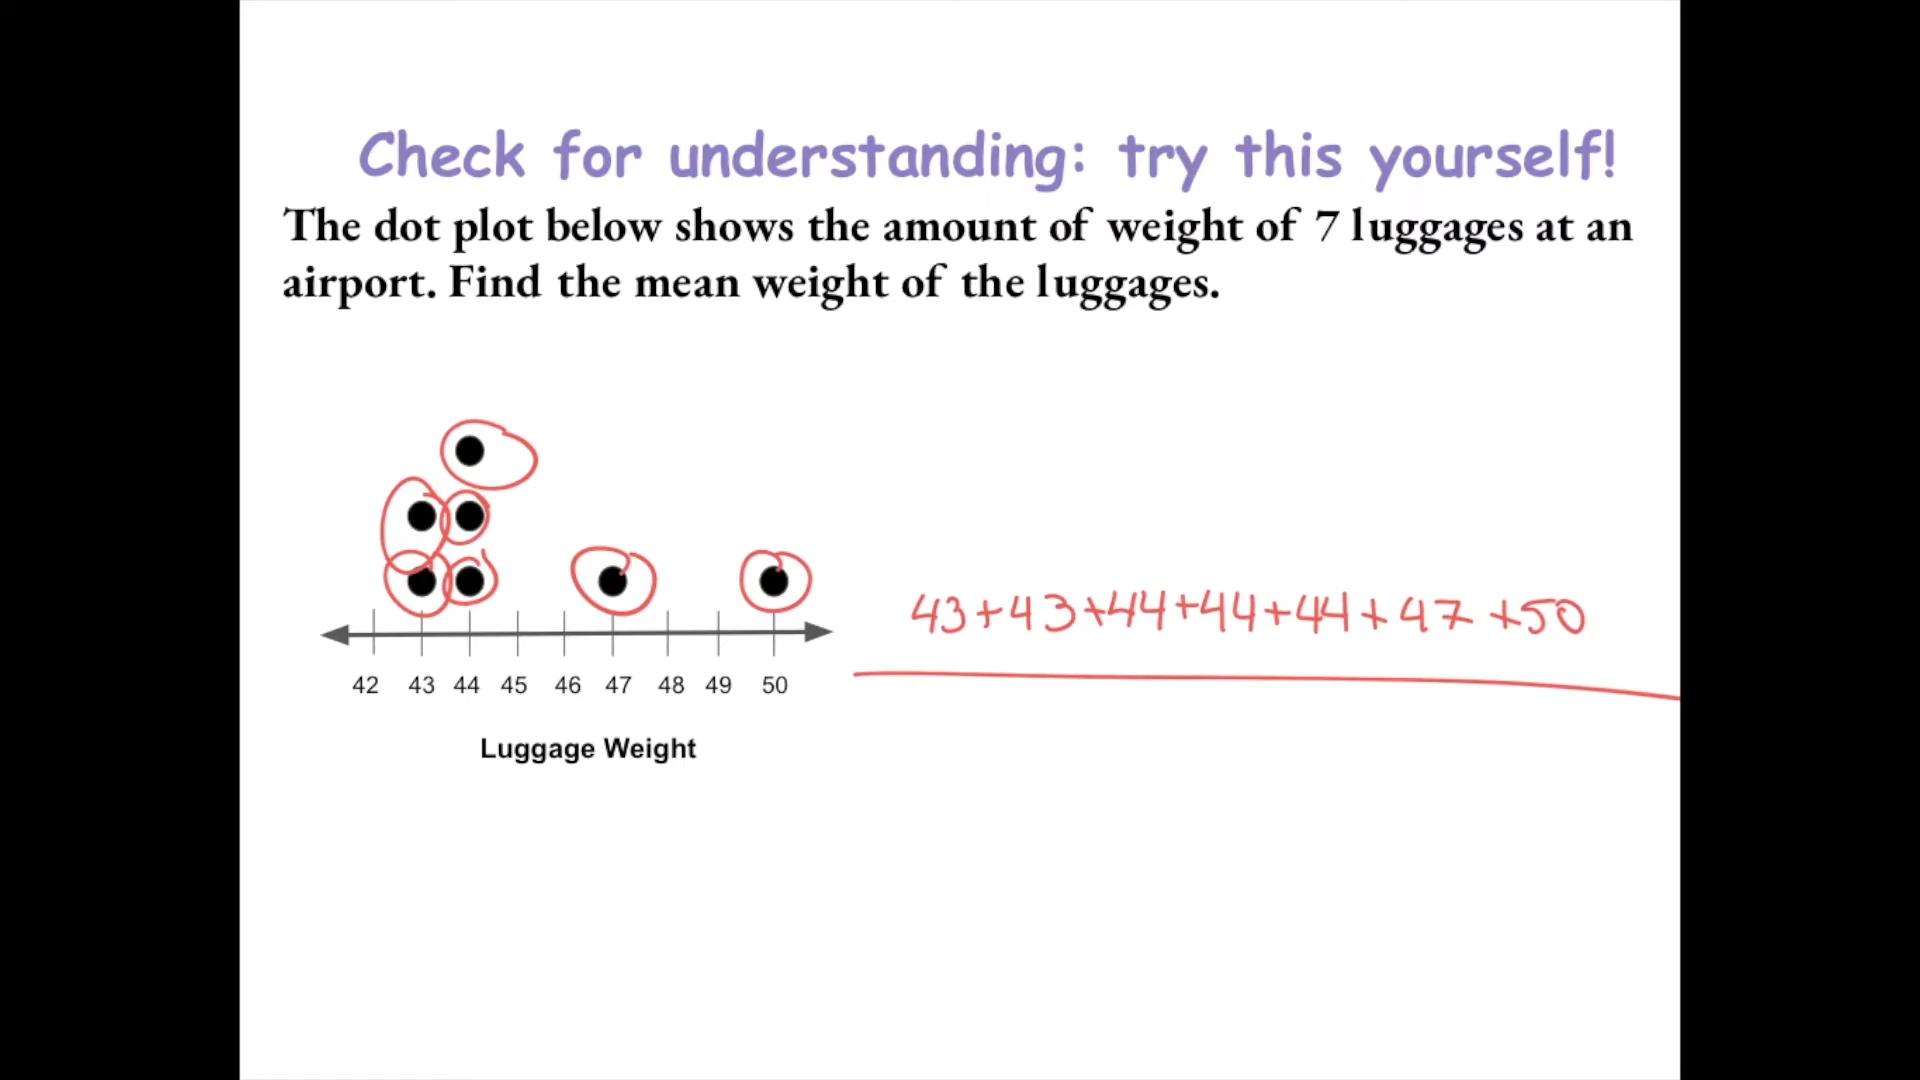 Check for understanding: try this yourself!
The dot plot below shows the amount of weight of 7 luggages at an
airport. Find the mean weight of the luggages.
43+43+44+44+44+47+50
42 43 44 45 46 47 48 49 50
Luggage Weight